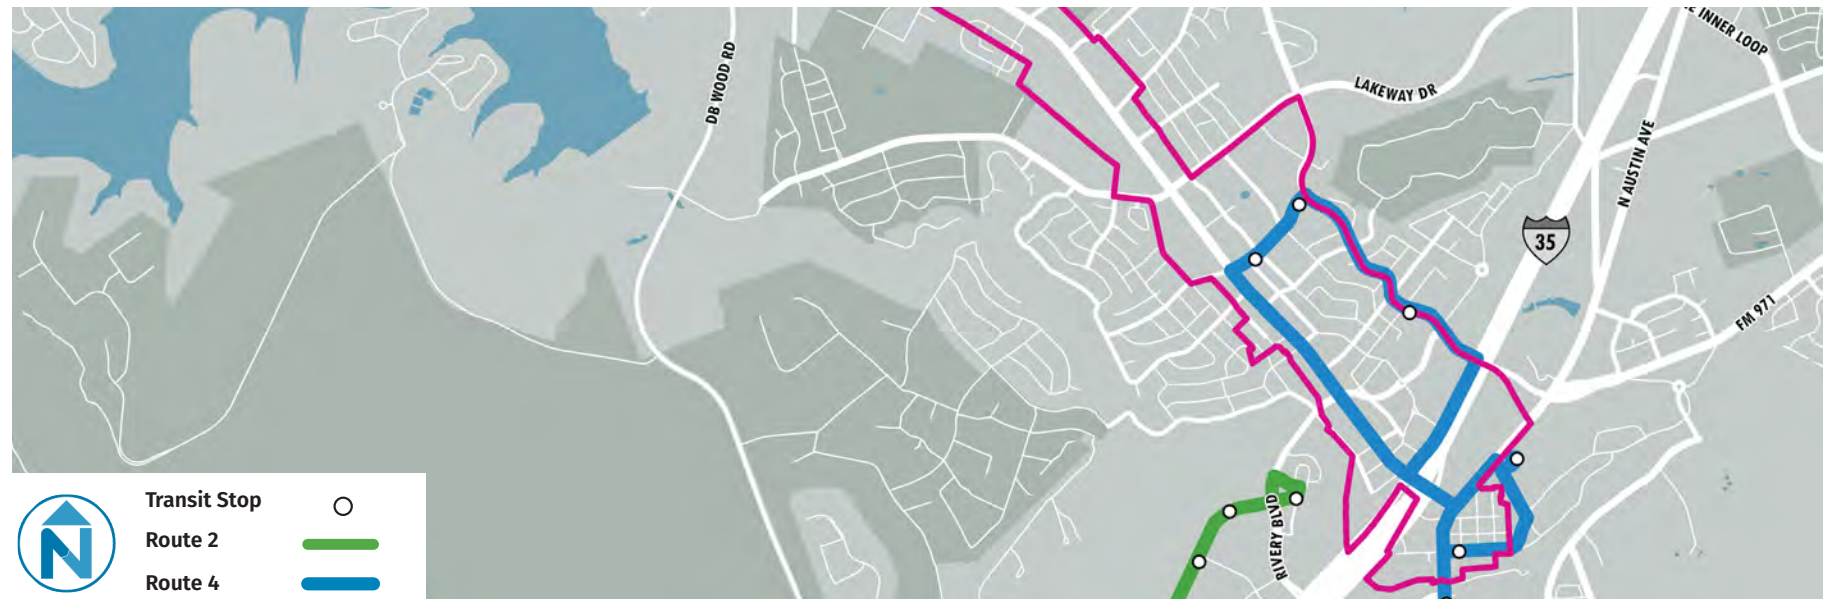 DB WOOD RD
LAKEWAY DR
INNER LOOP
N AUSTIN AVE
35
FM 971
RIVERY BLVD
N
Transit Stop
Route 2
Route 4